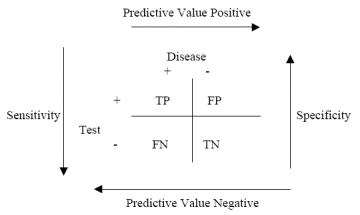 Predictive Value Positive
Disease
+ -
+ TP FP
Sensitivity Specificity
Test
- FN TN
Predictive Value Negative